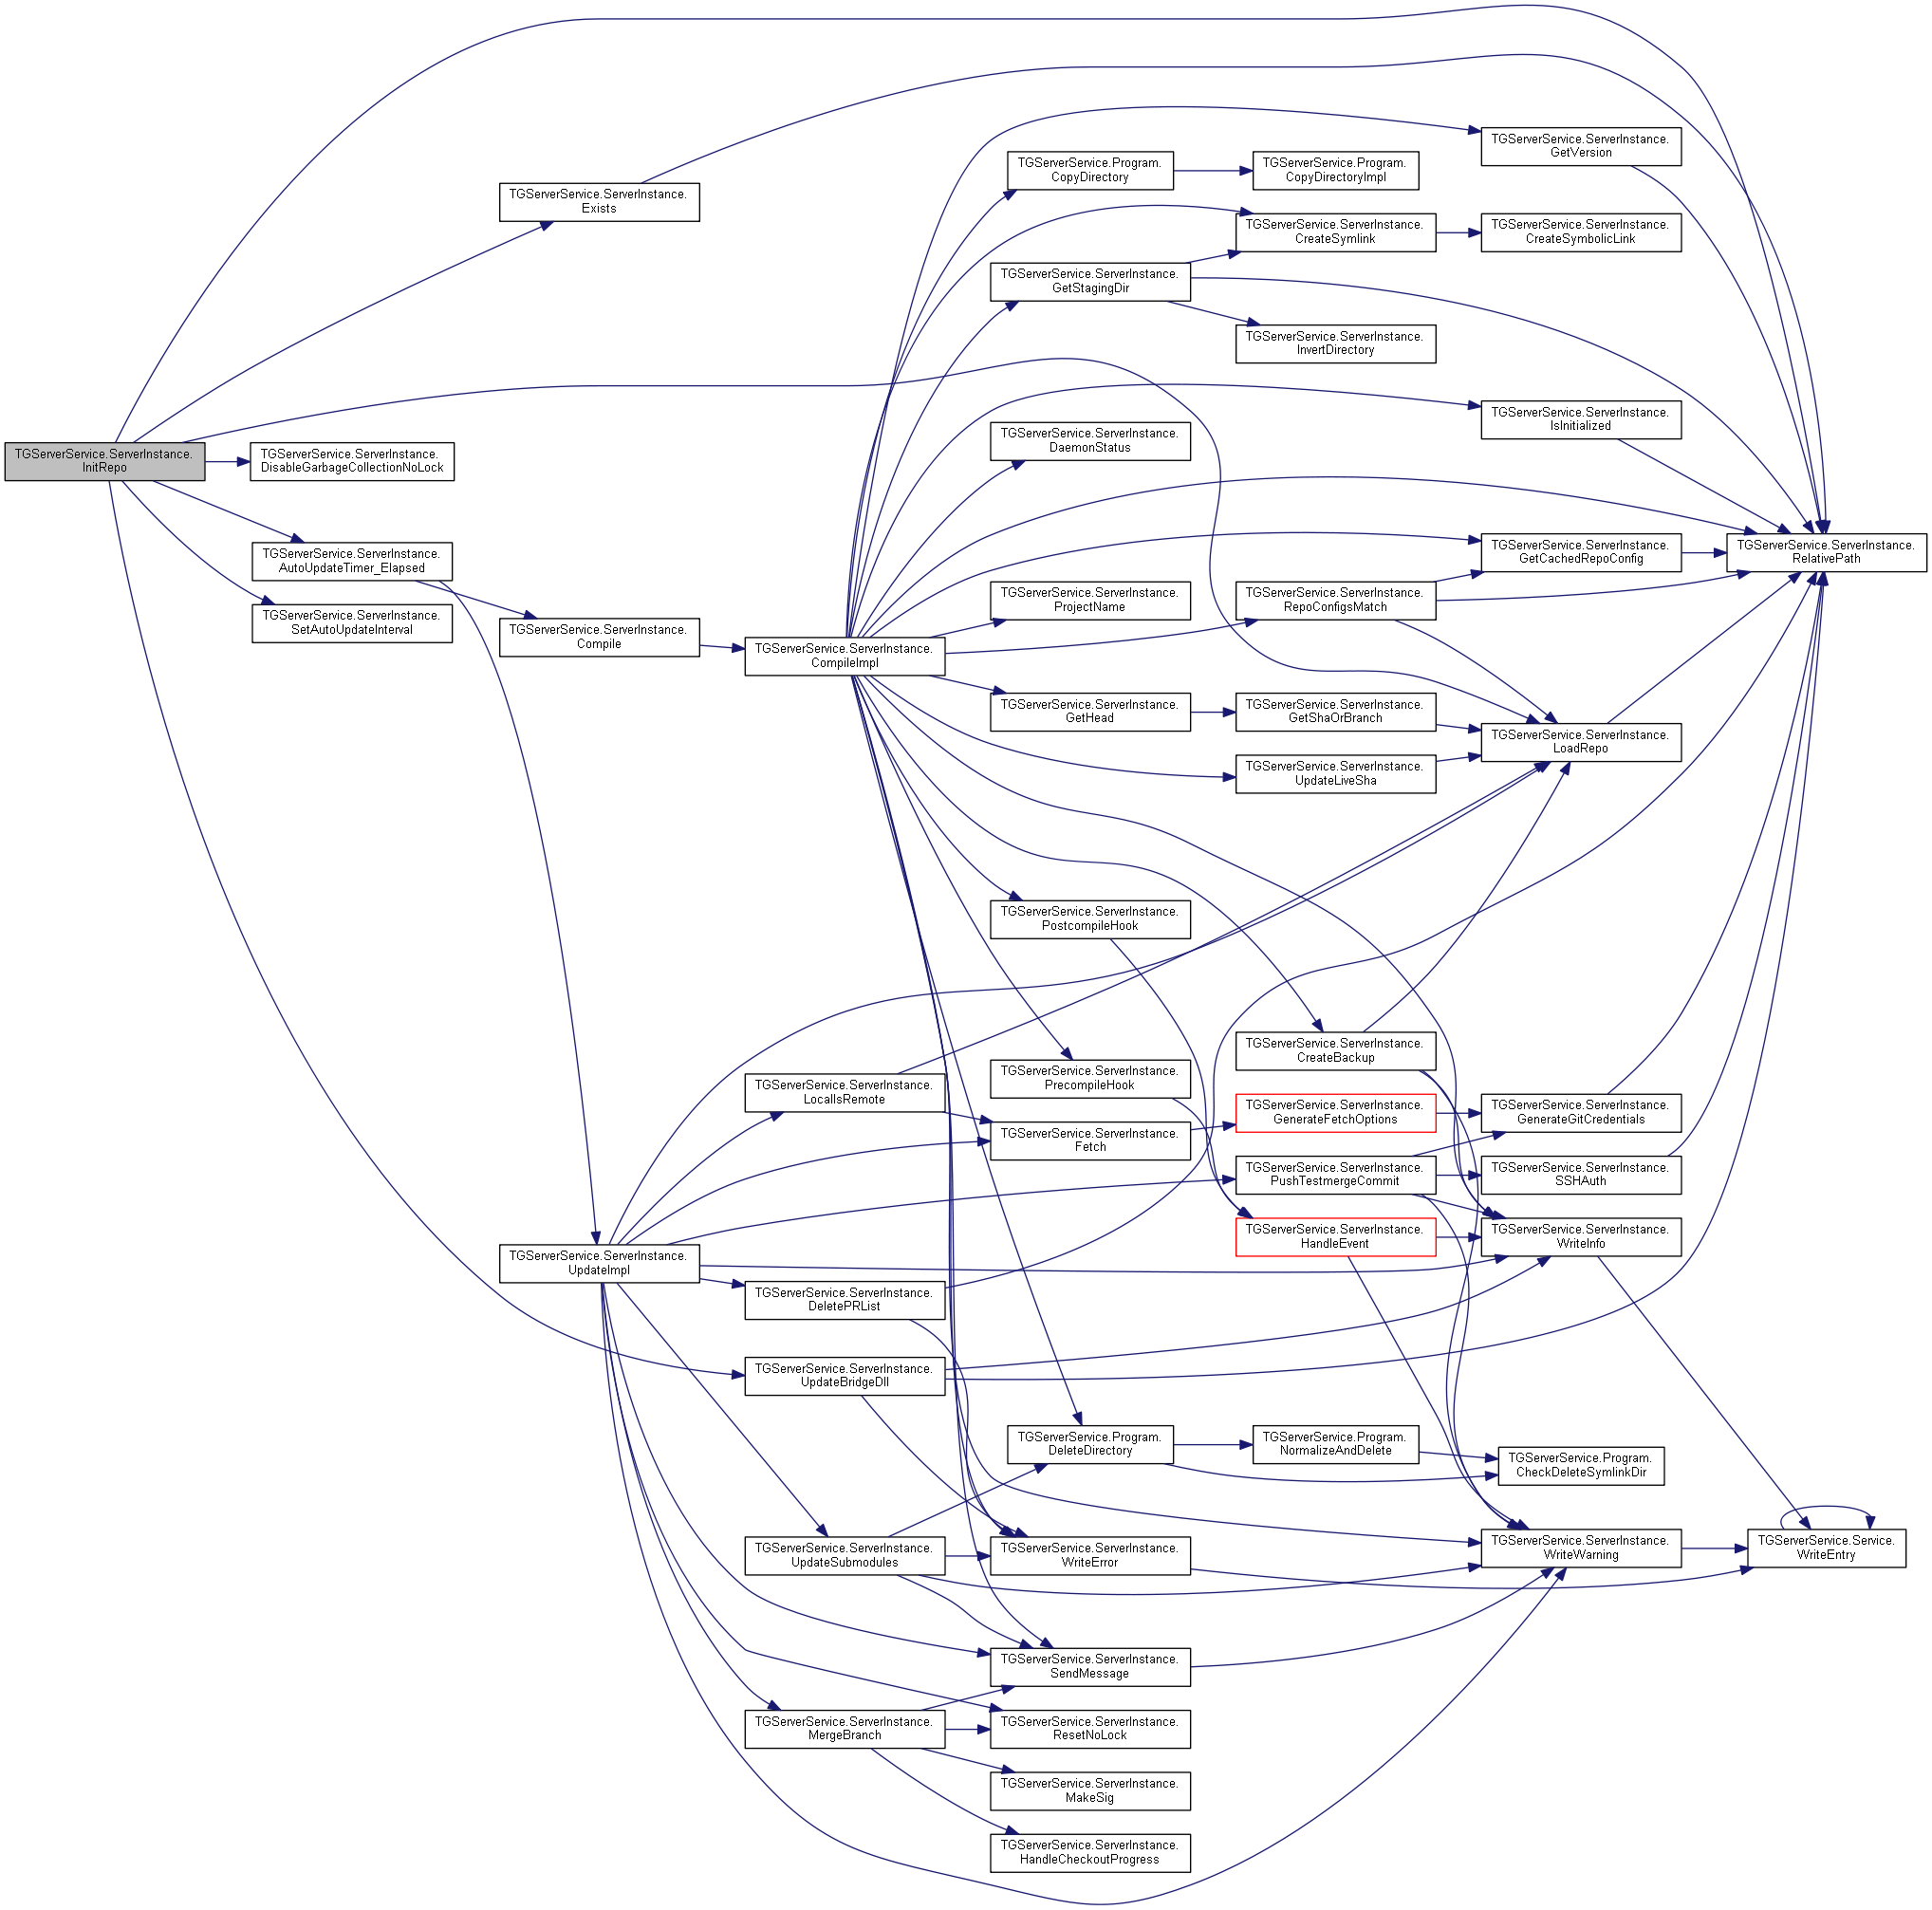 TGServerService.ServerInstance.
InitRepo
TGServerService.ServerInstance.
DisableGarbageCollectionNoLock
TGServerService.ServerInstance.
AutoUpdateTimer_Elapsed
TGServerService.ServerInstance.
SetAutoUpdateInterval
TGServerService.ServerInstance.
Exists
TGServerService.ServerInstance.
Compile
TGServerService.ServerInstance.
UpdateImpl
TGServerService.ServerInstance.
CompileImpl
TGServerService.ServerInstance.
LocalIsRemote
TGServerService.ServerInstance.
DeletePRList
TGServerService.ServerInstance.
UpdateBridgeDll
TGServerService.ServerInstance.
UpdateSubmodules
TGServerService.ServerInstance.
MergeBranch
TGServerService.Program.
CopyDirectory
TGServerService.ServerInstance.
GetStagingDir
TGServerService.ServerInstance.
DaemonStatus
TGServerService.ServerInstance.
ProjectName
TGServerService.ServerInstance.
GetHead
TGServerService.ServerInstance.
PostcompileHook
TGServerService.ServerInstance.
PrecompileHook
TGServerService.ServerInstance.
Fetch
TGServerService.Program.
DeleteDirectory
TGServerService.ServerInstance.
WriteError
TGServerService.ServerInstance.
SendMessage
TGServerService.ServerInstance.
ResetNoLock
TGServerService.ServerInstance.
MakeSig
TGServerService.ServerInstance.
HandleCheckoutProgress
TGServerService.Program.
CopyDirectoryImpl
TGServerService.ServerInstance.
CreateSymlink
TGServerService.ServerInstance.
InvertDirectory
TGServerService.ServerInstance.
RepoConfigsMatch
TGServerService.ServerInstance.
GetShaOrBranch
TGServerService.ServerInstance.
UpdateLiveSha
TGServerService.ServerInstance.
CreateBackup
TGServerService.ServerInstance.
GenerateFetchOptions
TGServerService.ServerInstance.
PushTestmergeCommit
TGServerService.ServerInstance.
HandleEvent
TGServerService.Program.
NormalizeAndDelete
TGServerService.ServerInstance.
GetVersion
TGServerService.ServerInstance.
CreateSymbolicLink
TGServerService.ServerInstance.
IsInitialized
TGServerService.ServerInstance.
GetCachedRepoConfig
TGServerService.ServerInstance.
LoadRepo
TGServerService.ServerInstance.
GenerateGitCredentials
TGServerService.ServerInstance.
SSHAuth
TGServerService.ServerInstance.
WriteInfo
TGServerService.Program.
CheckDeleteSymlinkDir
TGServerService.ServerInstance.
WriteWarning
TGServerService.ServerInstance.
RelativePath
TGServerService.Service.
WriteEntry